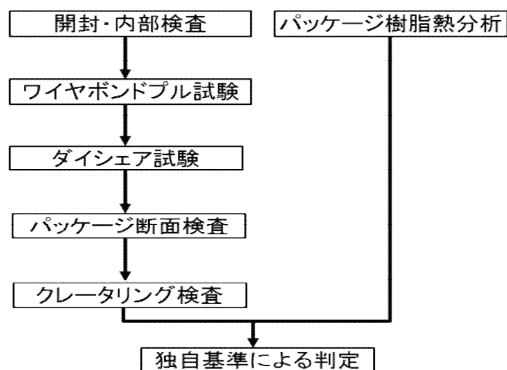 開封・内部検査
パッケージ樹脂熱分析
ワイヤボンドプル試験
ダイシェア試験
パッケージ断面検査
クレータリング検査
独自基準による判定